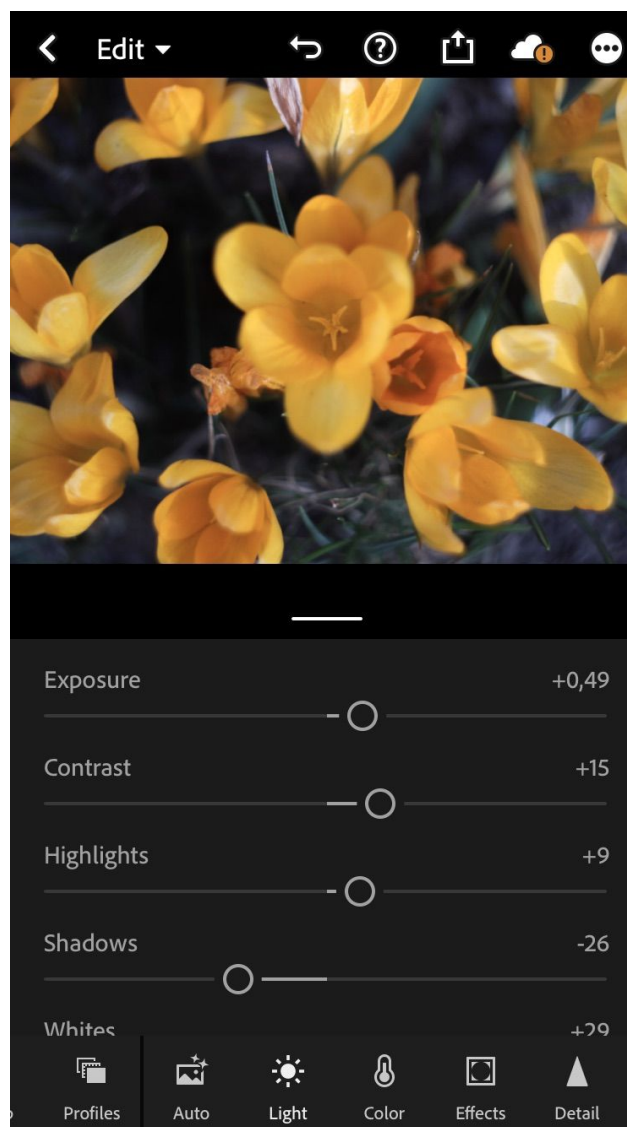 Edit
Exposure +0,49
Contrast +15
Highlights +9
Shadows -26
Whites +29
Profiles Auto Light Color Effects Detail